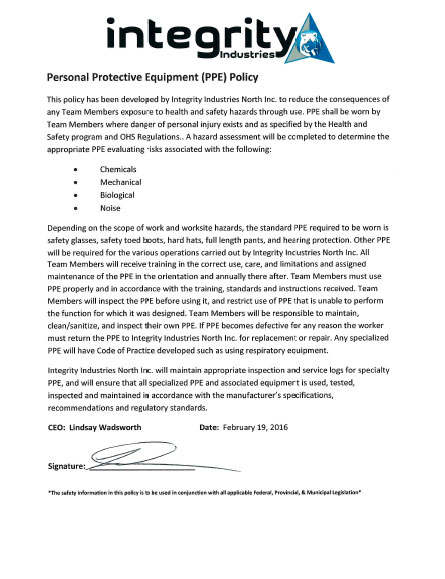 integrity
Industries
Personal Protective Equipment (PPE) Policy
This policy has been developed by Integrity Industries North Inc. to reduce the consequences of
any Team Members exposure to health and safety hazards through use. PPE shall be worn by
Team Members where danger of personal injury exists and as specified by the Health and
Safety program and OHS Regulations.. A hazard assessment will be completed to determine the
appropriate PPE evaluating risks associated with the following:
• Chemicals
• Mechanical
• Biological
• Noise
Depending on the scope of work and worksite hazards, the standard PPE required to be worn is
safety glasses, safety toed boots, hard hats, full length pants, and hearing protection. Other PPE
will be required for the various operations carried out by Integrity Industries North Inc. All
Team Members will receive training in the correct use, care, and limitations and assigned
maintenance of the PPE in the orientation and annually there after. Team Members must use
PPE properly and in accordance with the training, standards and instructions received. Team
Members will inspect the PPE before using it, and restrict use of PPE that is unable to perform
the function for which it was designed. Team Members will be responsible to maintain,
clean/sanitize, and inspect their own PPE. If PPE becomes defective for any reason the worker
must return the PPE to Integrity Industries North Inc. for replacement or repair. Any specialized
PPE will have Code of Practice developed such as using respiratory equipment.
Integrity Industries North Inc. will maintain appropriate inspection and service logs for specialty
PPE, and will ensure that all specialized PPE and associated equipment is used, tested,
inspected and maintained in accordance with the manufacturer's specifications,
recommendations and regulatory standards.
CEO: Lindsay Wadsworth Date: February 19, 2016
Signature:
*The safety information in this policy is to be used in conjunction with all applicable Federal, Provincial, & Municipal Legislation*